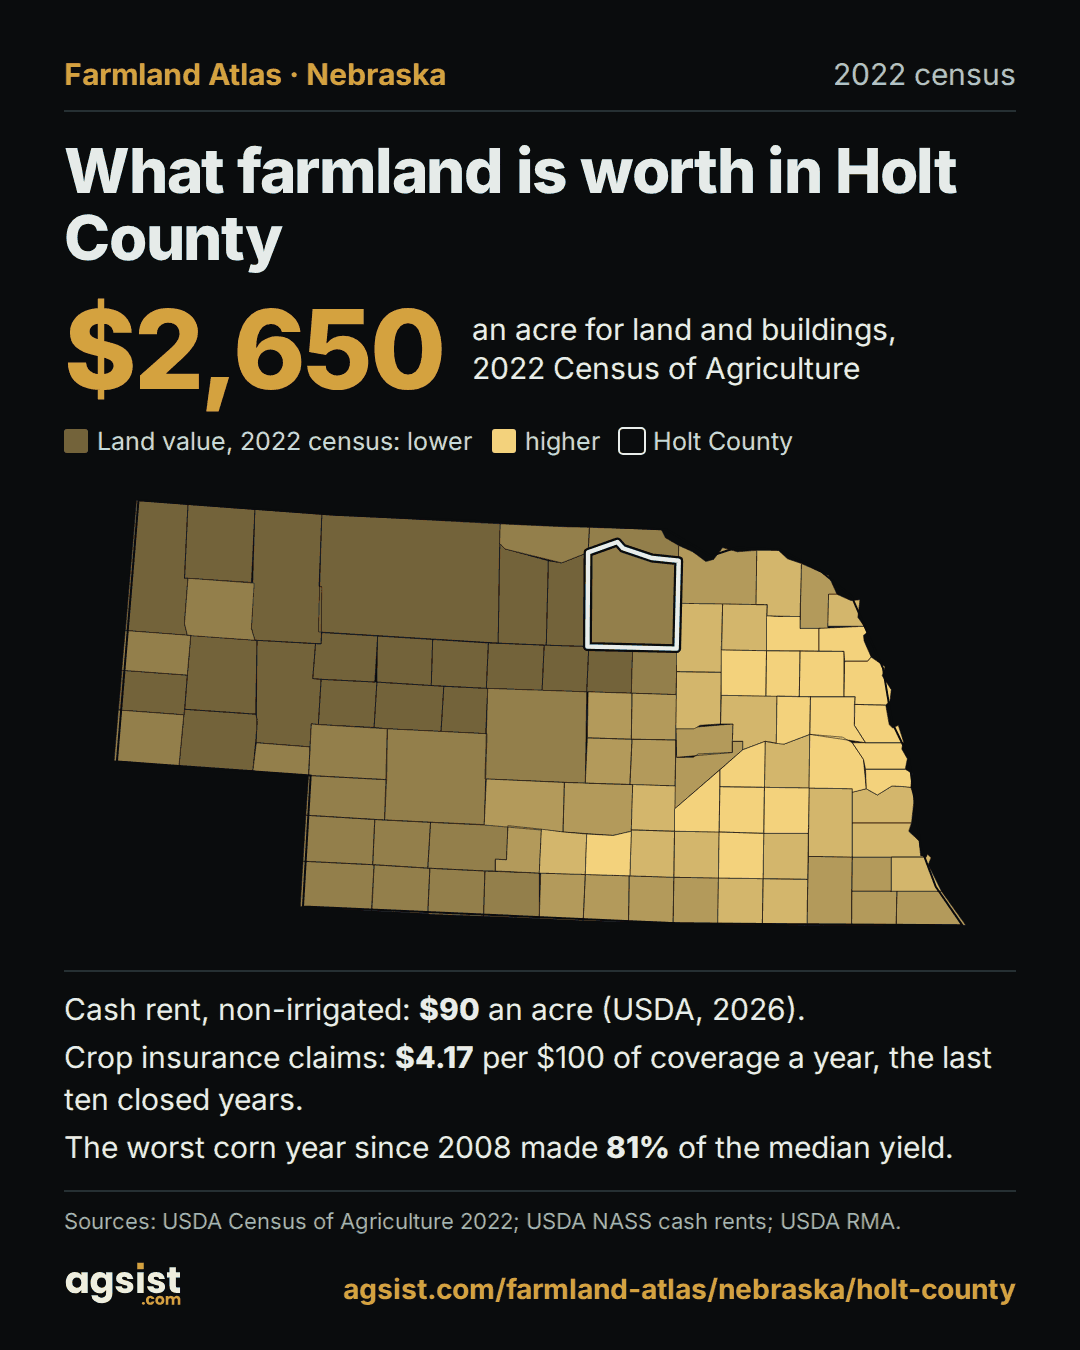 Farmland Atlas · Nebraska
2022 census
What farmland is worth in Holt
County
$2,650
an acre for land and buildings,
2022 Census of Agriculture
Land value, 2022 census: lower
higher
Holt County
Cash rent, non-irrigated: $90 an acre (USDA, 2026).
Crop insurance claims: $4.17 per $100 of coverage a year, the last
ten closed years.
The worst corn year since 2008 made 81% of the median yield.
Sources: USDA Census of Agriculture 2022; USDA NASS cash rents; USDA RMA.
agsist
.com
agsist.com/farmland-atlas/nebraska/holt-county